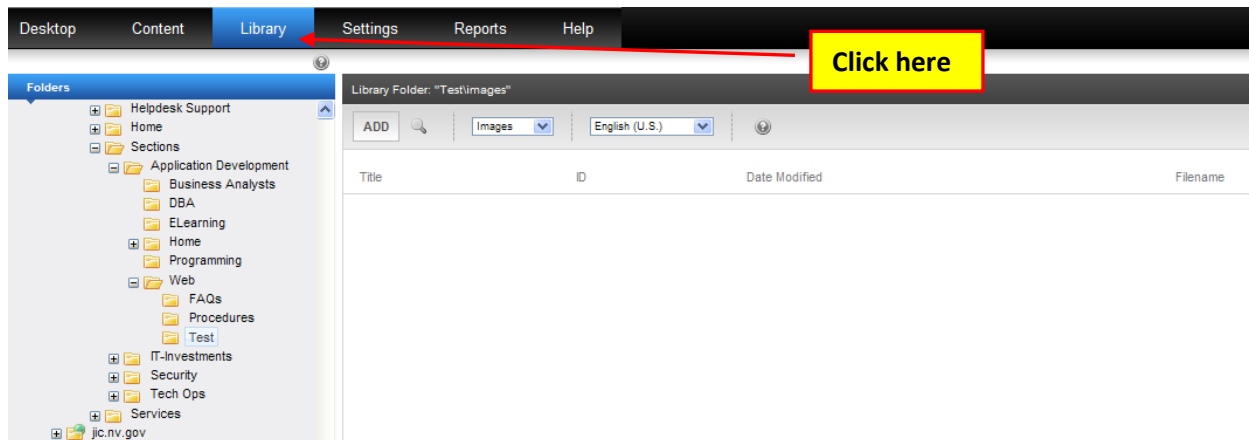 Desktop Content Library Settings Reports Help
Click here
Folders
Library Folder: "Test\images"
Helpdesk Support
Home
Sections
Application Development
Business Analysts
DBA
ELearning
Home
Programming
Web
FAQs
Procedures
Test
IT-Investments
Security
Tech Ops
Services
jic.nv.gov
ADD Images English (U.S.)
Title ID Date Modified Filename